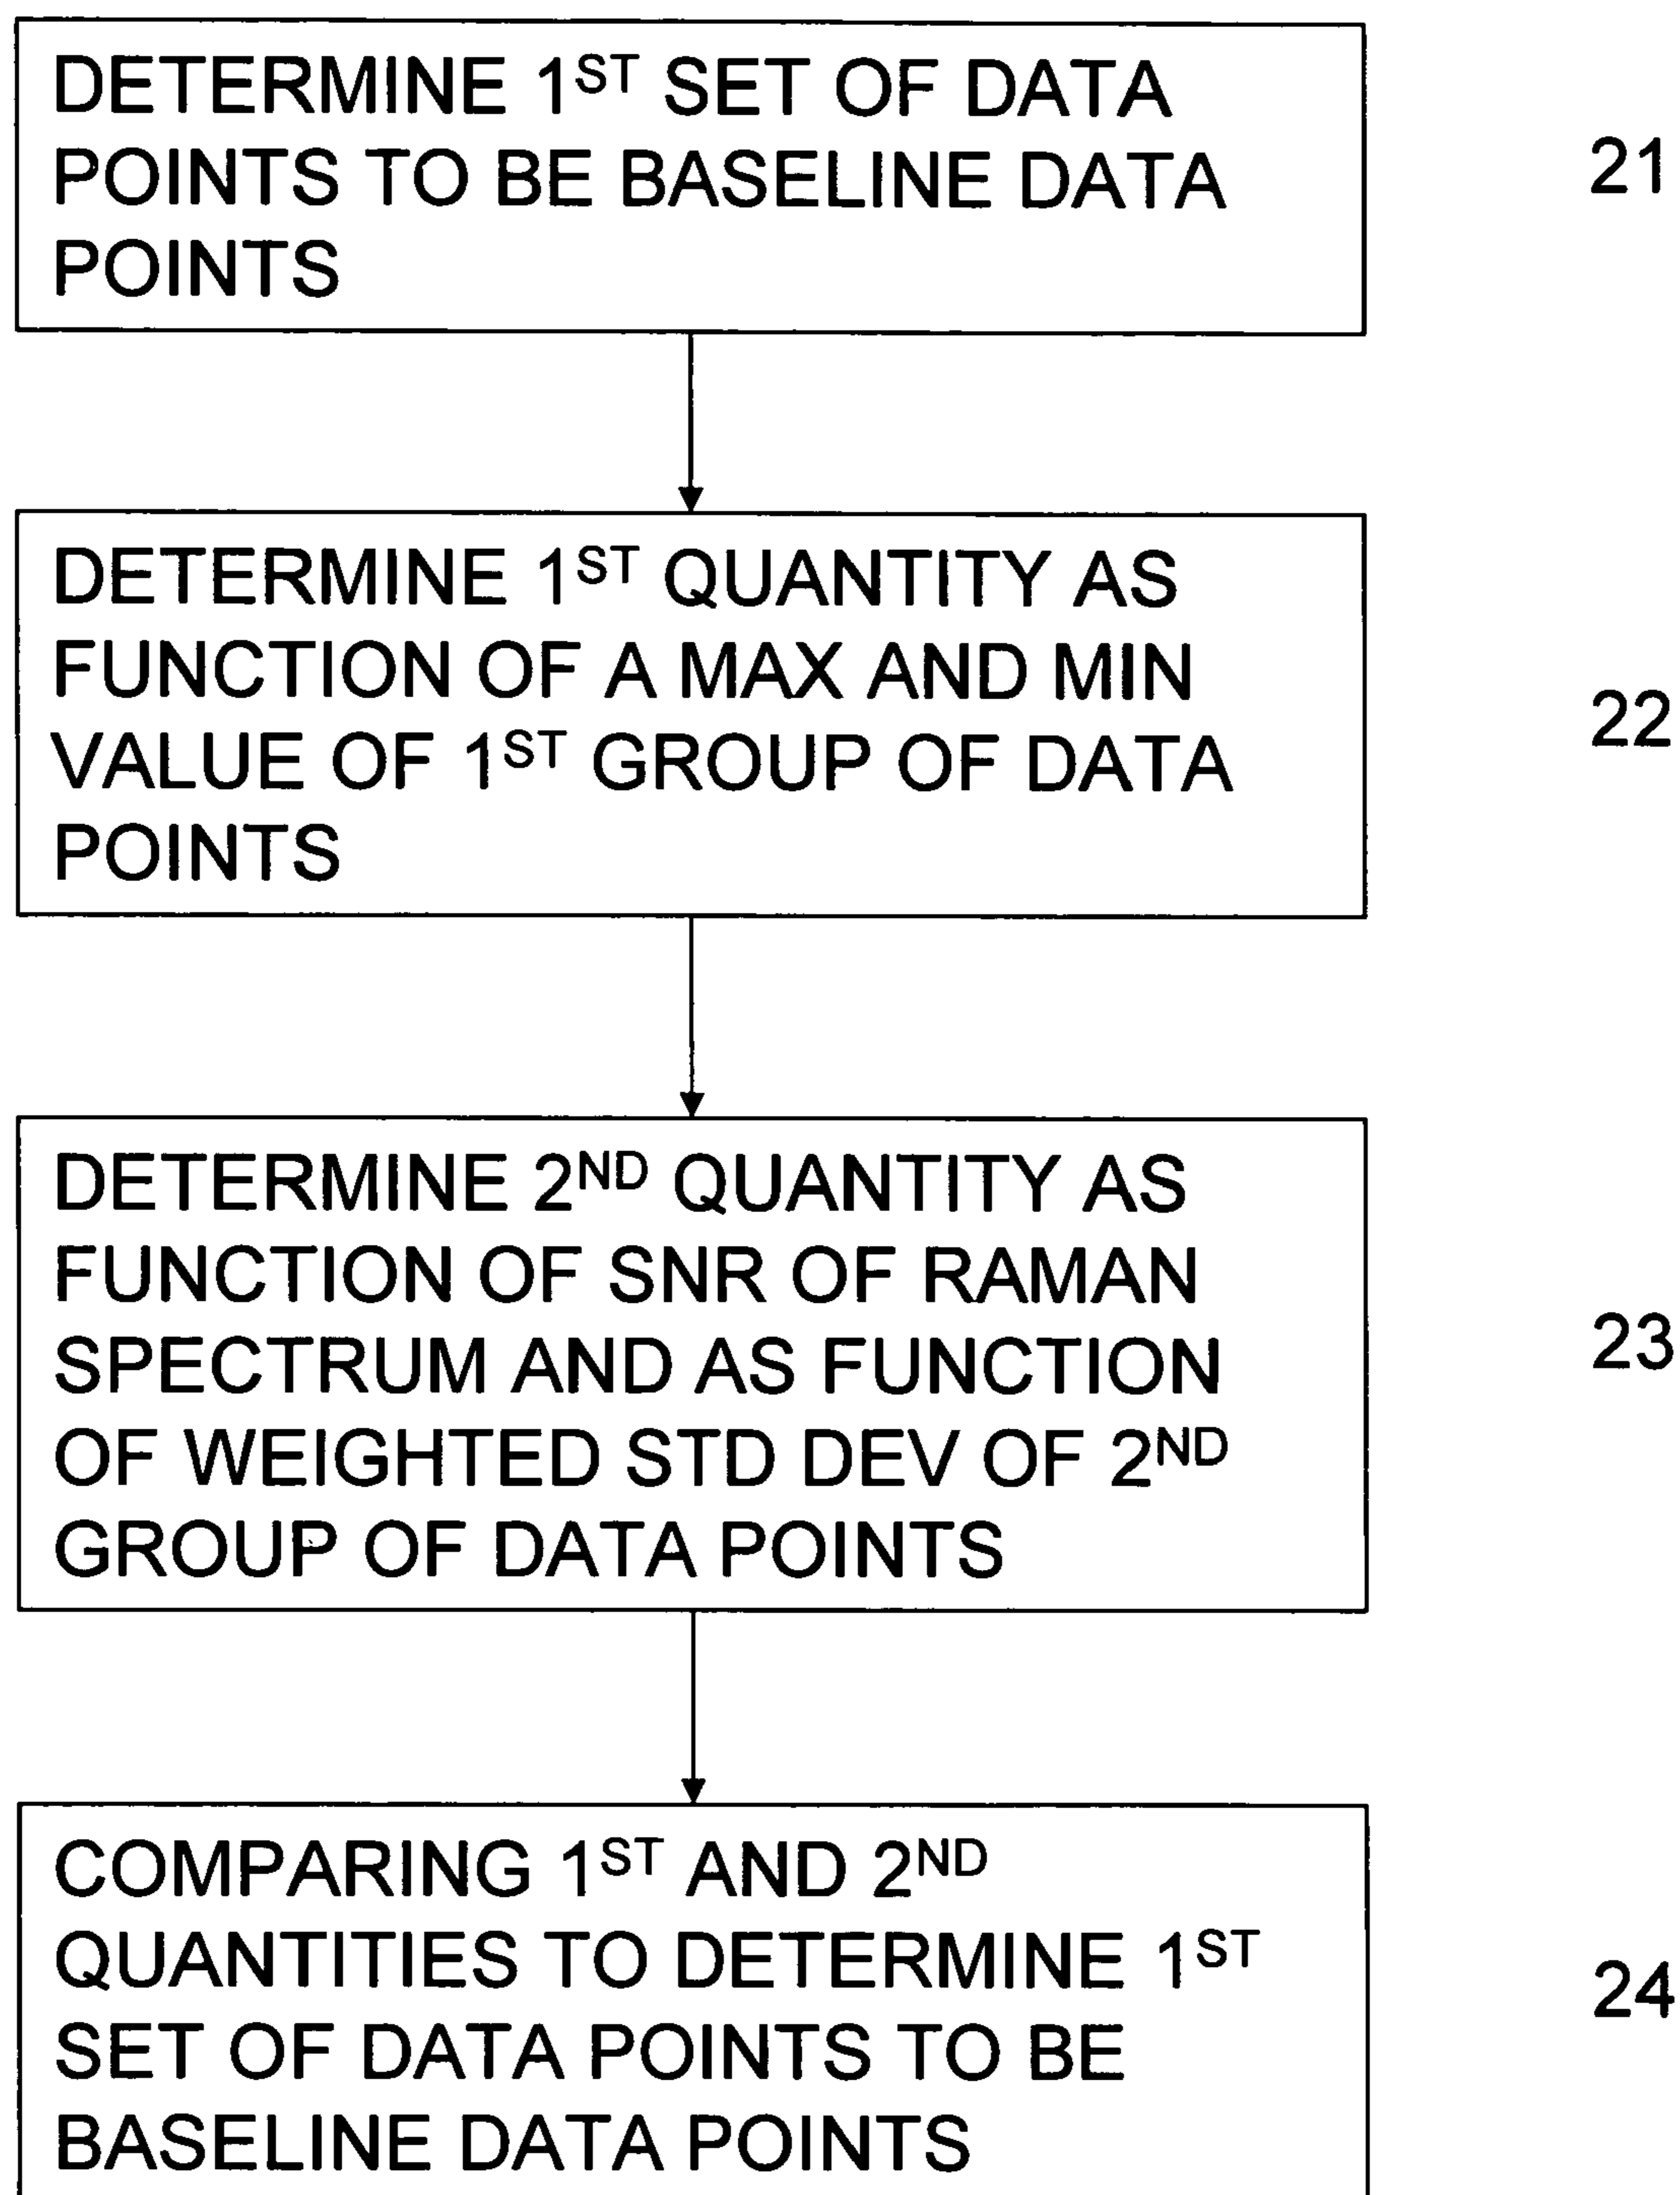 DETERMINE 1ST SET OF DATA
POINTS TO BE BASELINE DATA
POINTS
21
DETERMINE 1ST QUANTITY AS
FUNCTION OF A MAX AND MIN
VALUE OF 1ST GROUP OF DATA
POINTS
22
DETERMINE 2ND QUANTITY AS
FUNCTION OF SNR OF RAMAN
SPECTRUM AND AS FUNCTION
OF WEIGHTED STD DEV OF 2ND
GROUP OF DATA POINTS
23
COMPARING 1ST AND 2ND
QUANTITIES TO DETERMINE 1ST
SET OF DATA POINTS TO BE
BASELINE DATA POINTS
24